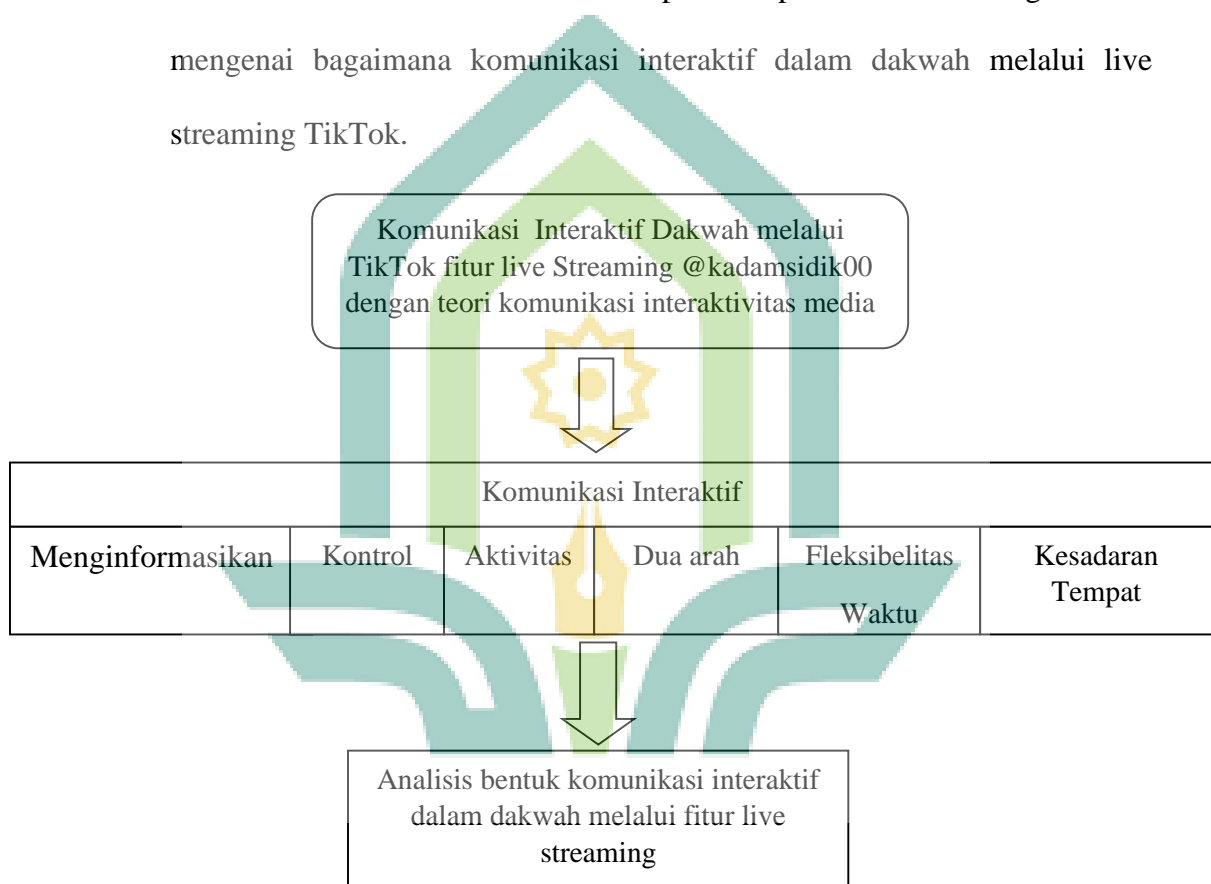 mengenai bagaimana komunikasi interaktif dalam dakwah melalui live
streaming TikTok.
Komunikasi Interaktif Dakwah melalui
TikTok fitur live Streaming @kadamsidik00
dengan teori komunikasi interaktivitas media
Komunikasi Interaktif
Menginformasikan Kontrol Aktivitas Dua arah Fleksibelitas Waktu Kesadaran Tempat
Analisis bentuk komunikasi interaktif
dalam dakwah melalui fitur live
streaming